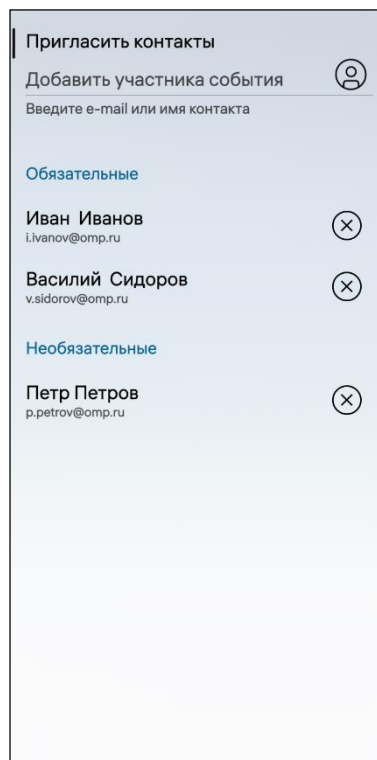 Пригласить контакты
Добавить участника события
Введите e-mail или имя контакта
Обязательные
Иван Иванов
i.ivanov@omp.ru
Василий Сидоров
v.sidorov@omp.ru
Необязательные
Петр Петров
p.petrov@omp.ru